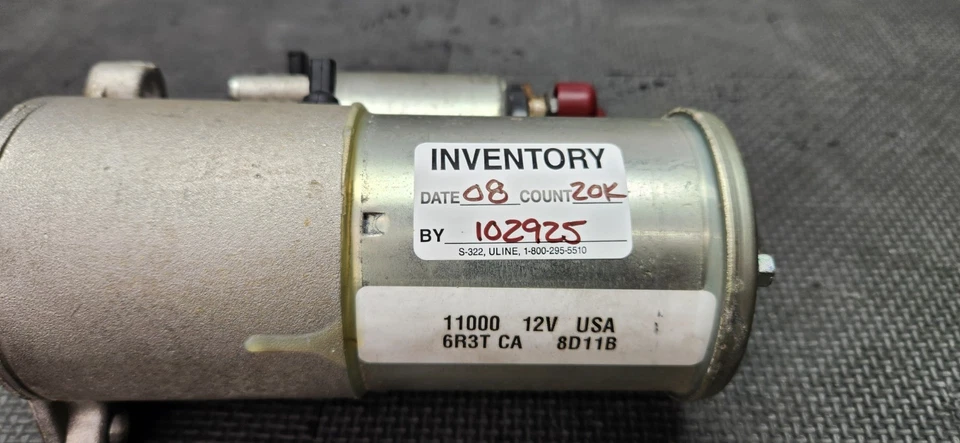 INVENTORY
DATE 08 COUNT 20K
BY 102925
S-322, ULINE, 1-800-295-5510
11000 12V USA
6R3T CA 8D11B